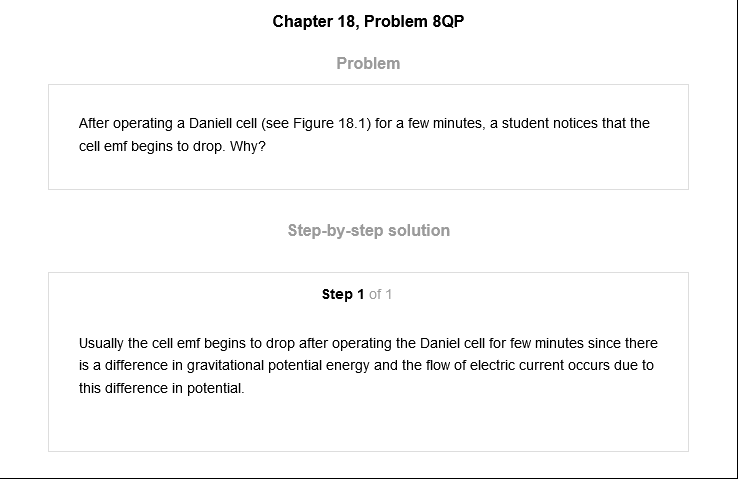 Chapter 18, Problem 8QP
Problem
After operating a Daniell cell (see Figure 18.1) for a few minutes, a student notices that the
cell emf begins to drop. Why?
Step-by-step solution
Step 1 of 1
Usually the cell emf begins to drop after operating the Daniel cell for few minutes since there
is a difference in gravitational potential energy and the flow of electric current occurs due to
this difference in potential.